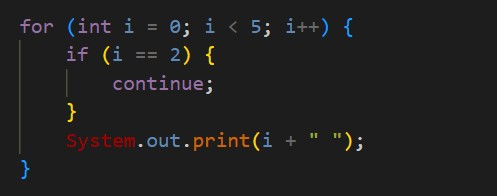 for (int i = 0; i < 5; i++) {
    if (i == 2) {
        continue;
    }
    System.out.print(i + " ");
}